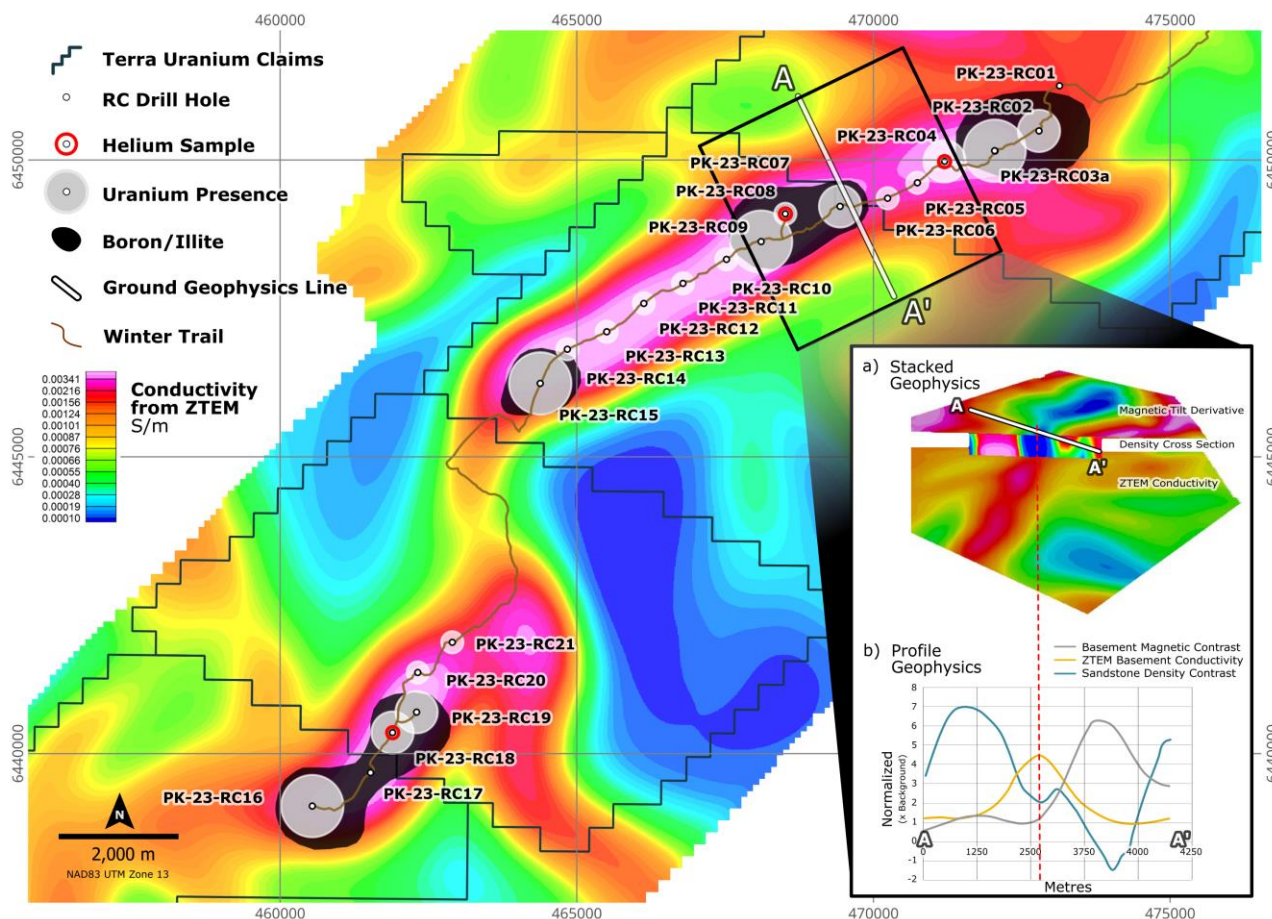 460000
465000
470000
475000
Terra Uranium Claims
RC Drill Hole
Helium Sample
Uranium Presence
Boron/Illite
Ground Geophysics Line
Winter Trail
Conductivity
from ZTEM
S/m
0.00341
0.00216
0.00156
0.00124
0.00101
0.00087
0.00076
0.00066
0.00055
0.00040
0.00028
0.00019
0.00010
6450000
6450000
6445000
6445000
6440000
6440000
A
A'
PK-23-RC01
PK-23-RC02
PK-23-RC04
PK-23-RC03a
PK-23-RC07
PK-23-RC08
PK-23-RC05
PK-23-RC09
PK-23-RC06
PK-23-RC10
PK-23-RC11
PK-23-RC12
PK-23-RC13
PK-23-RC14
PK-23-RC15
PK-23-RC21
PK-23-RC20
PK-23-RC19
PK-23-RC18
PK-23-RC16
PK-23-RC17
N
2,000 m
NAD83 UTM Zone 13
a) Stacked
Geophysics
A
Magnetic Tilt Derivative
Density Cross Section
A'
ZTEM Conductivity
b) Profile
Geophysics
Basement Magnetic Contrast
ZTEM Basement Conductivity
Sandstone Density Contrast
Normalized
(x Background)
8
7
6
5
4
3
2
1
0
-1
-2
A
0
1250
2500
3750
4000
4250
A'
Metres
460000
465000
470000
475000